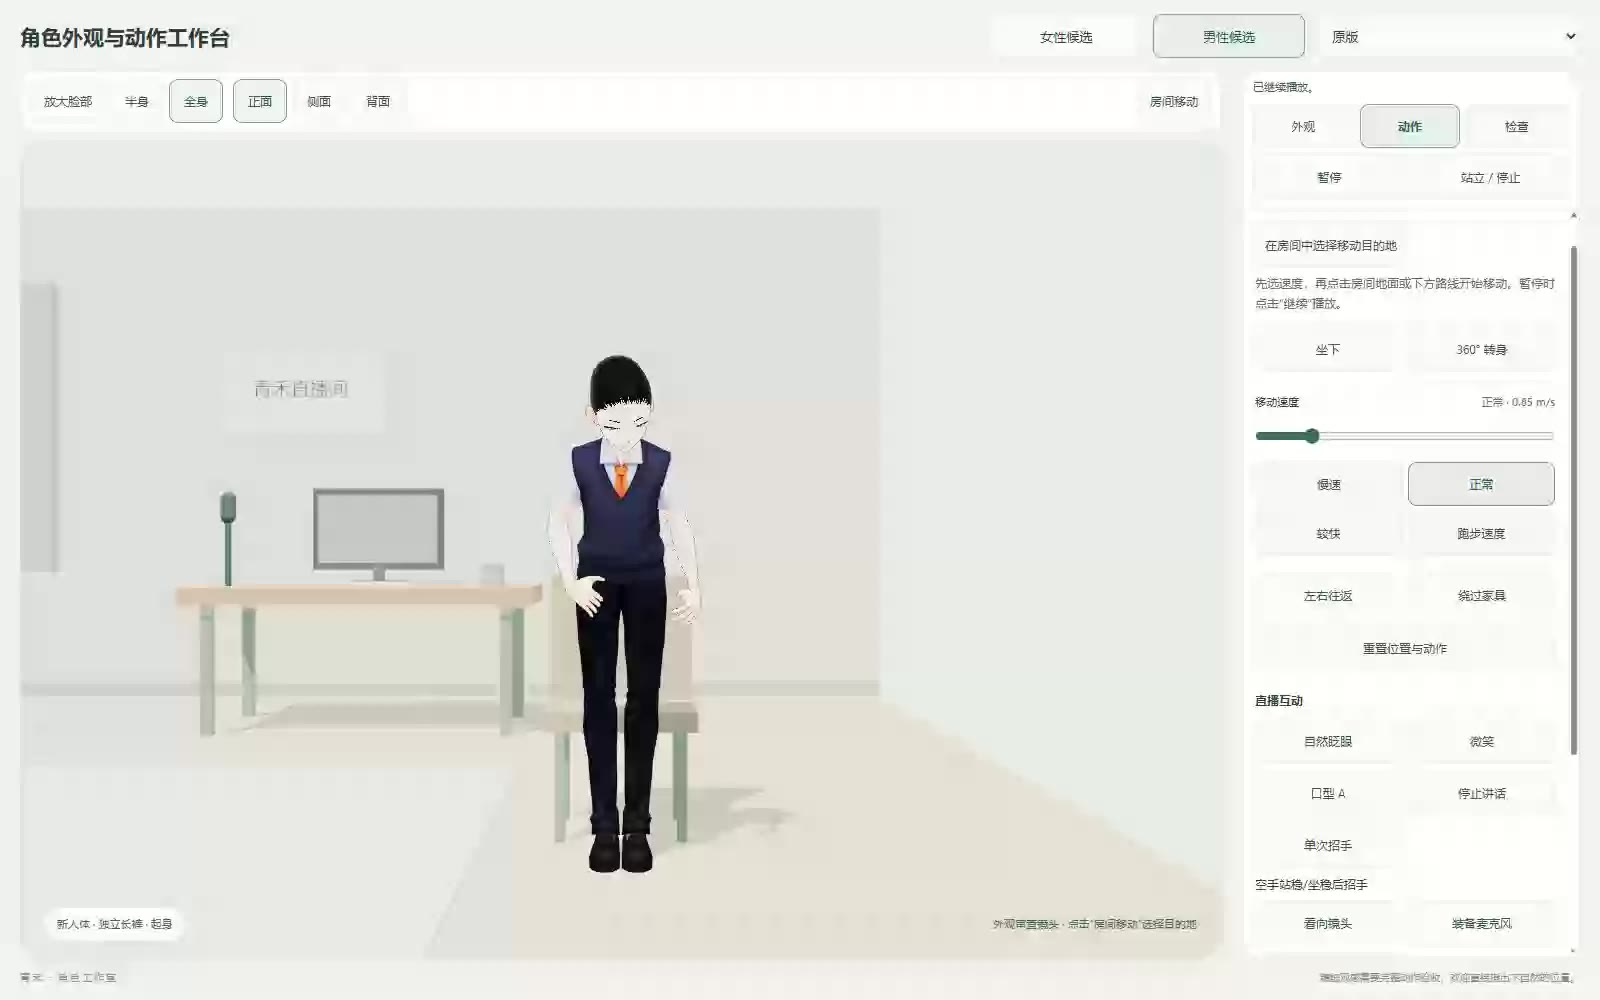 角色外观与动作工作台
女性候选
男性候选
原版
放大脸部
半身
全身
正面
侧面
背面
房间移动
已继续播放。
外观
动作
检查
暂停
站立 / 停止
在房间中选择移动目的地
先选速度，再点击房间地面或下方路线开始移动。暂停时
点击“继续”播放。
坐下
360° 转身
移动速度
正常 · 0.85 m/s
慢速
正常
较快
跑步速度
左右往返
绕过家具
重置位置与动作
直播互动
自然眨眼
微笑
口型 A
停止讲话
单次招手
空手站稳/坐稳后招手
看向镜头
装备麦克风
青禾直播间
新人体 · 独立长裤 · 起身
外观审查镜头 · 点击“房间移动”选择目的地
青禾 · 角色工作室